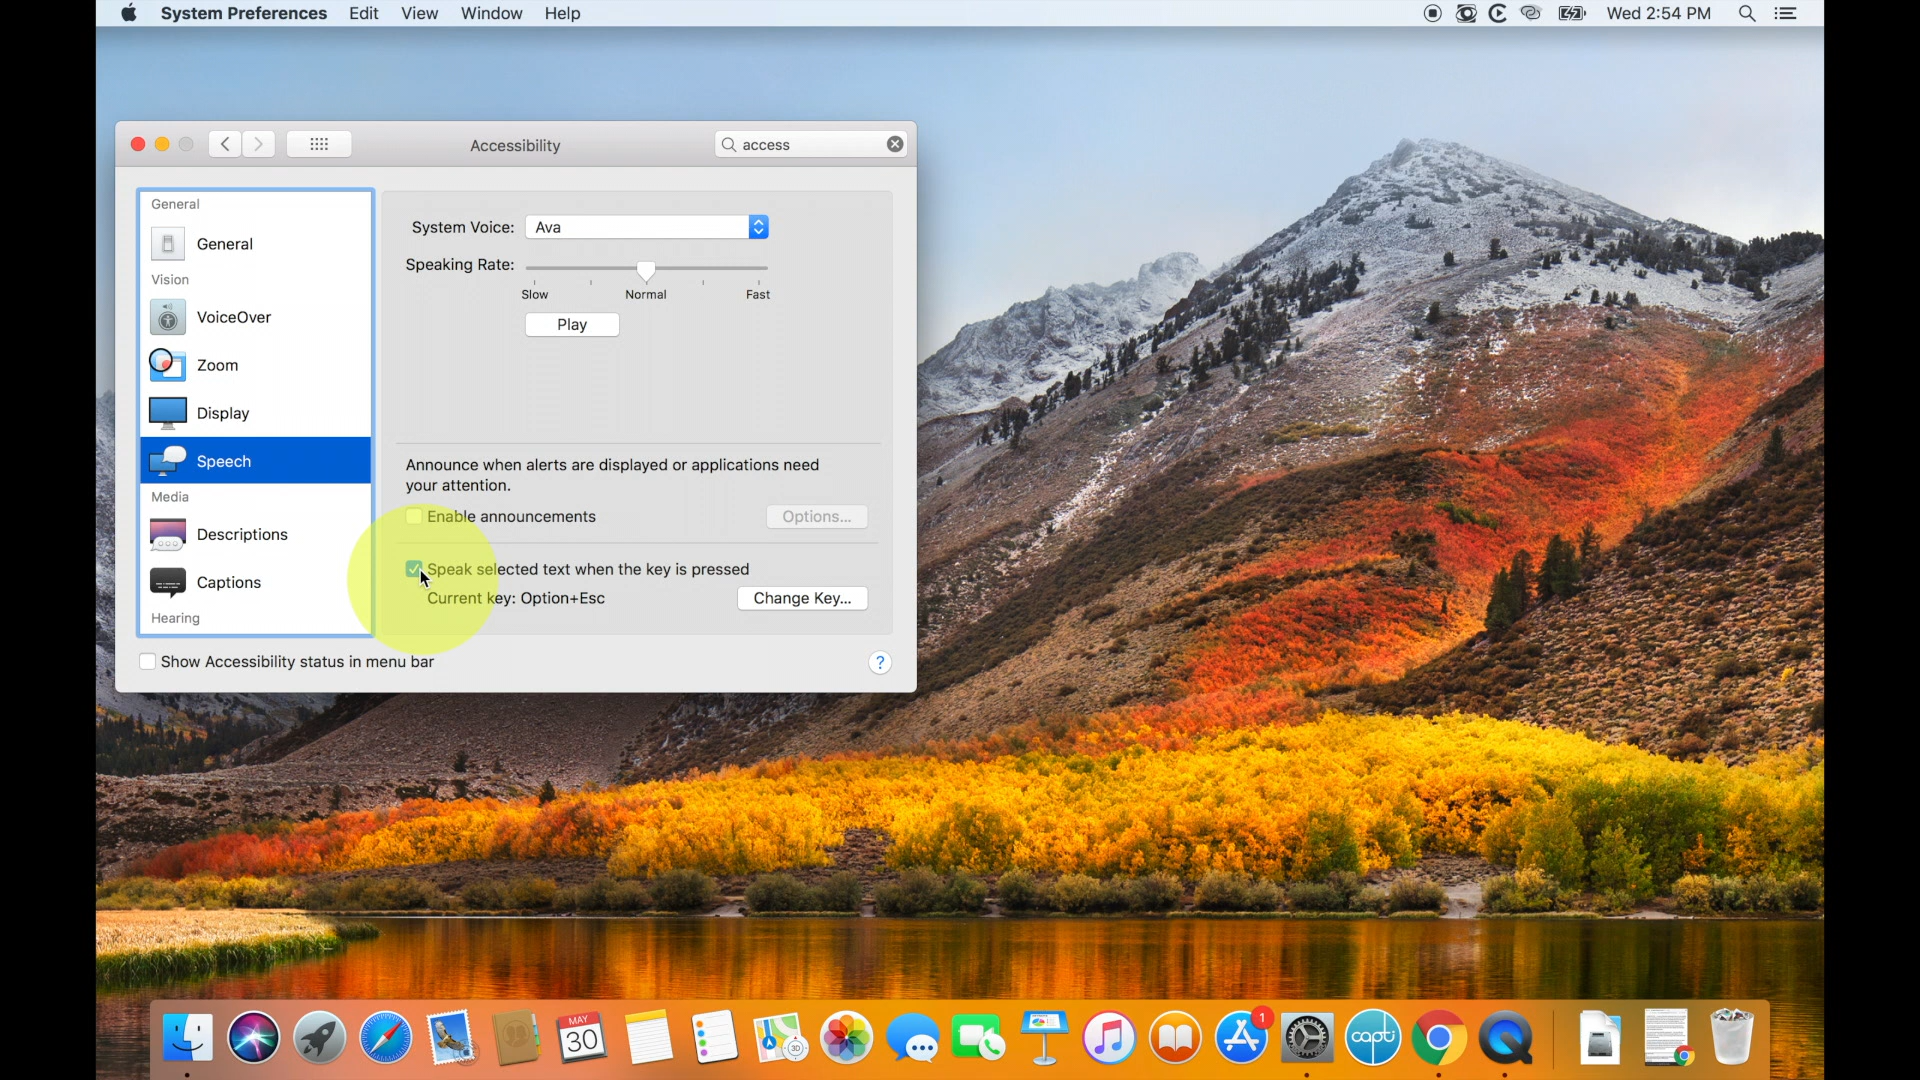 System Preferences Edit View Window Help
Wed 2:54 PM
Accessibility
access
General
General
Vision
VoiceOver
Zoom
Display
Speech
Media
Descriptions
Captions
Hearing
System Voice: Ava
Speaking Rate:
Slow Normal Fast
Play
Announce when alerts are displayed or applications need
your attention.
Enable announcements Options...
Speak selected text when the key is pressed
Current key: Option+Esc Change Key...
Show Accessibility status in menu bar ?
MAY
30
3D
1
capti